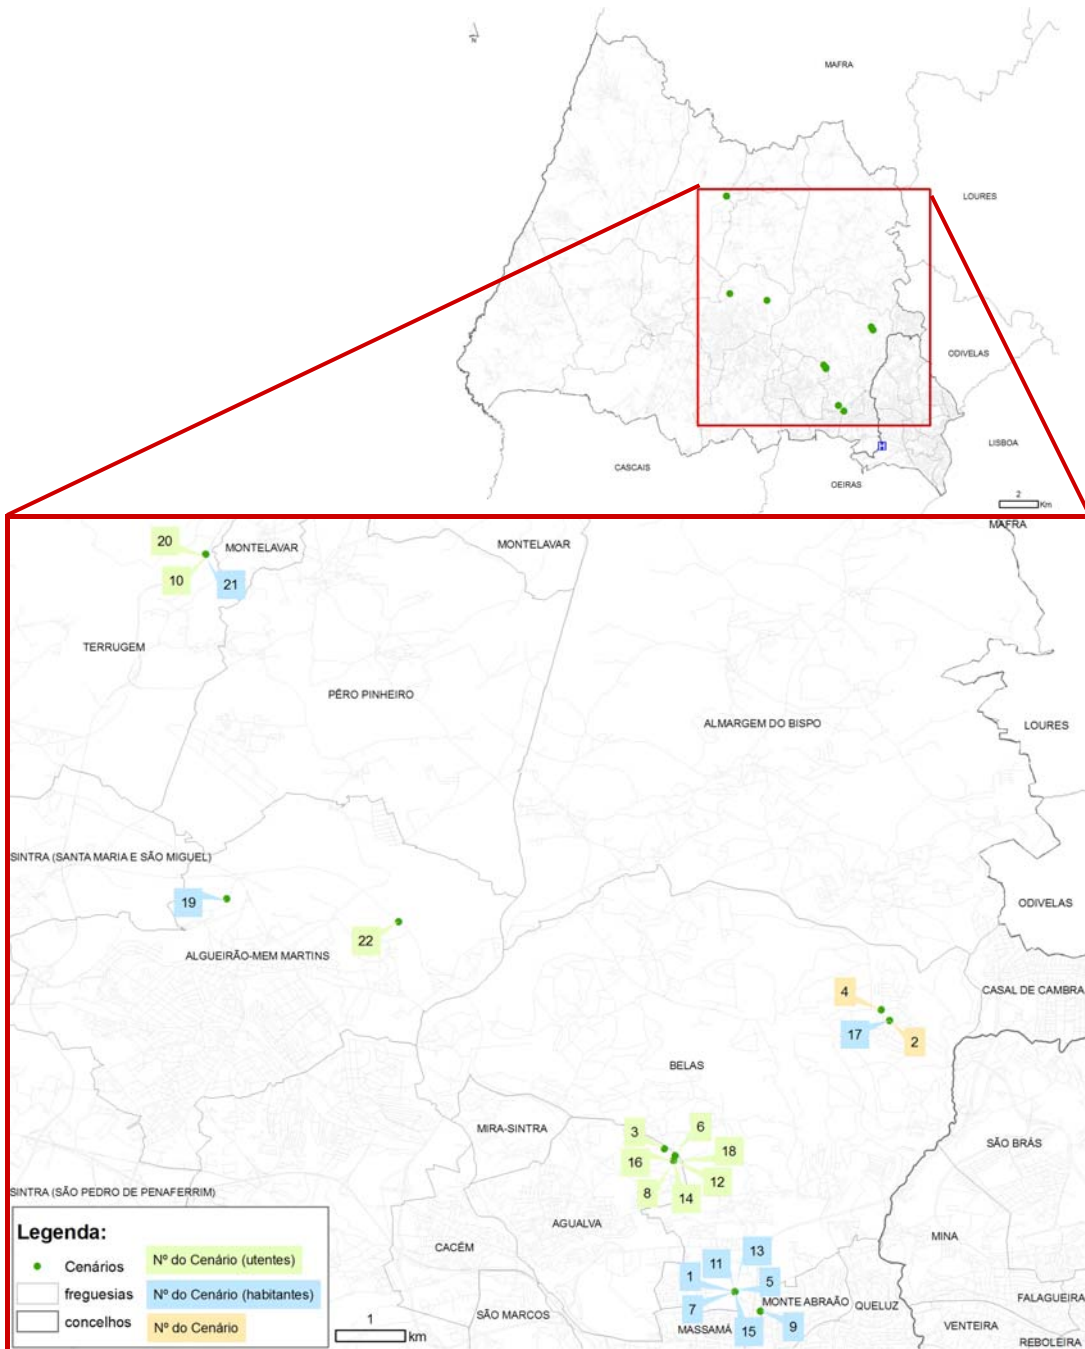 N
MAFRA
LOURES
ODIVELAS
LISBOA
CASCAIS
OEIRAS
H
2
Km
MAFRA
20
MONTELAVAR
MONTELAVAR
10
21
TERRUGEM
PÊRO PINHEIRO
ALMARGEM DO BISPO
LOURES
SINTRA (SANTA MARIA E SÃO MIGUEL)
19
ODIVELAS
22
ALGUEIRÃO-MEM MARTINS
CASAL DE CAMBRA
4
17
2
BELAS
MIRA-SINTRA
3
6
SÃO BRÁS
16
18
12
8
14
SINTRA (SÃO PEDRO DE PENAFERRIM)
AGUALVA
MINA
CACÉM
13
11
1
5
7
MONTE ABRAÃO
QUELUZ
FALAGUEIRA
SÃO MARCOS
MASSAMÁ
15
9
VENTEIRA
REBOLEIRA
Legenda:
Cenários
Nº do Cenário (utentes)
freguesias
Nº do Cenário (habitantes)
concelhos
Nº do Cenário
1
km